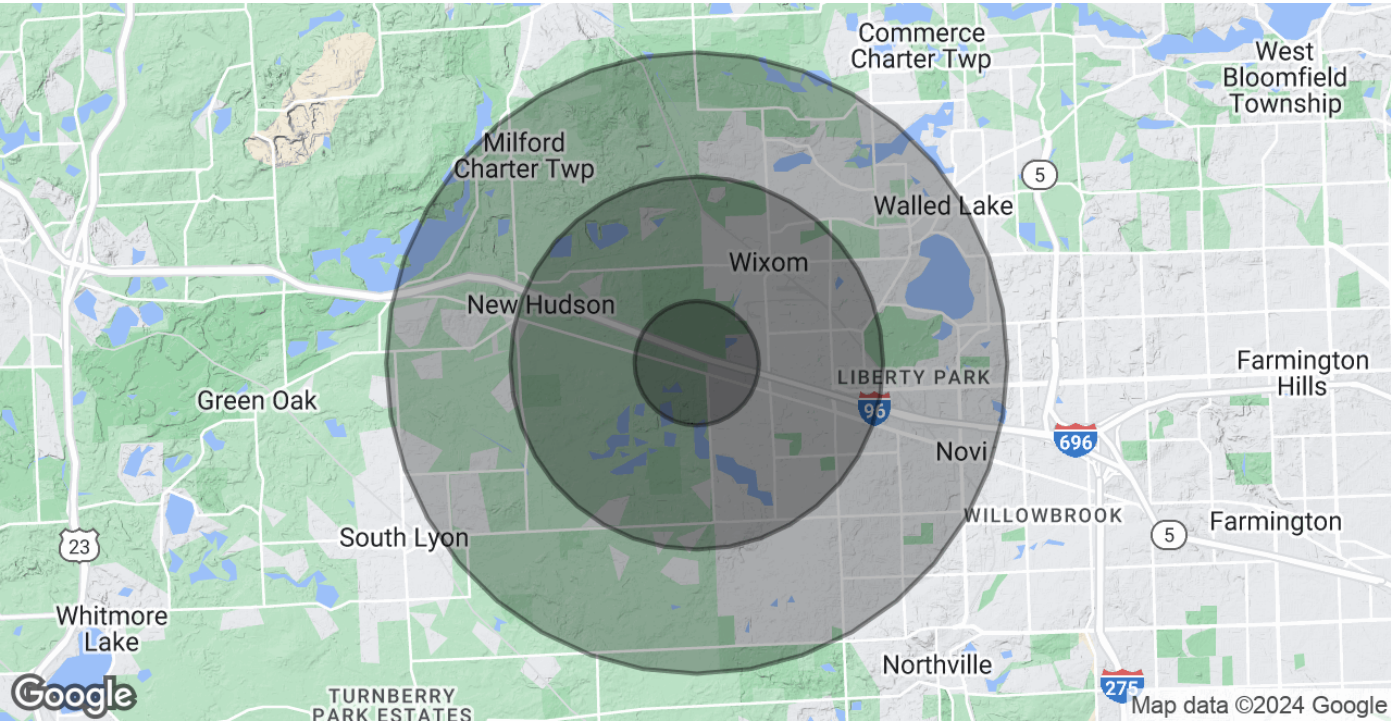 Commerce
Charter Twp
West
Bloomfield
Township
Milford
Charter Twp
5
Walled Lake
Wixom
New Hudson
Farmington
Hills
LIBERTY PARK
Green Oak
96
696
Novi
WILLOWBROOK
Farmington
South Lyon
5
23
Whitmore
Lake
Northville
275
Google
TURNBERRY
PARK ESTATES
Map data ©2024 Google